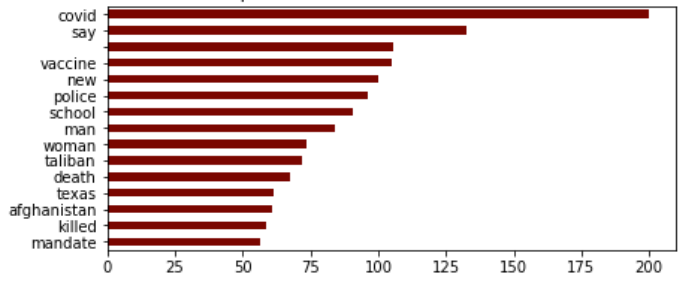 covid
say
vaccine
new
police
school
man
woman
taliban
death
texas
afghanistan
killed
mandate
0 25 50 75 100 125 150 175 200